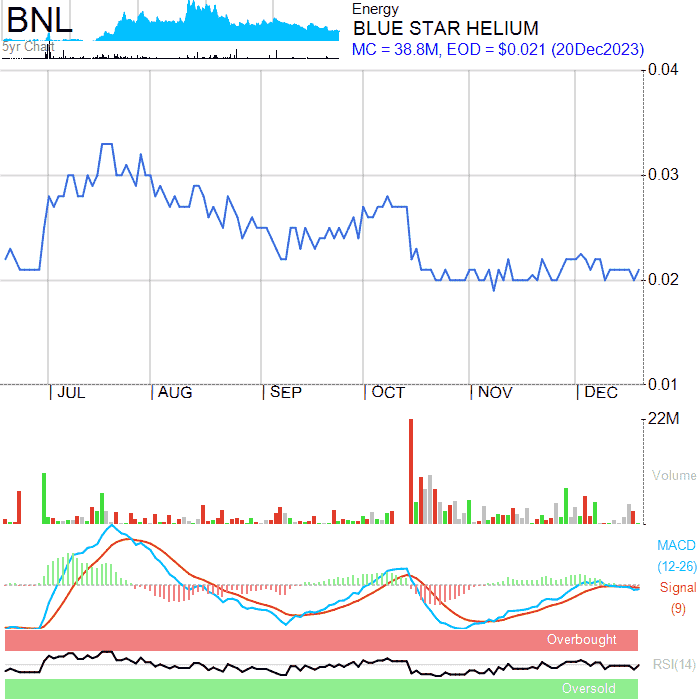 BNL
5yr Chart
Energy
BLUE STAR HELIUM
MC = 38.8M, EOD = $0.021 (20Dec2023)
0.04
0.03
0.02
0.01
JUL AUG SEP OCT NOV DEC
22M
Volume
MACD
(12-26)
Signal
(9)
Overbought
RSI(14)
Oversold